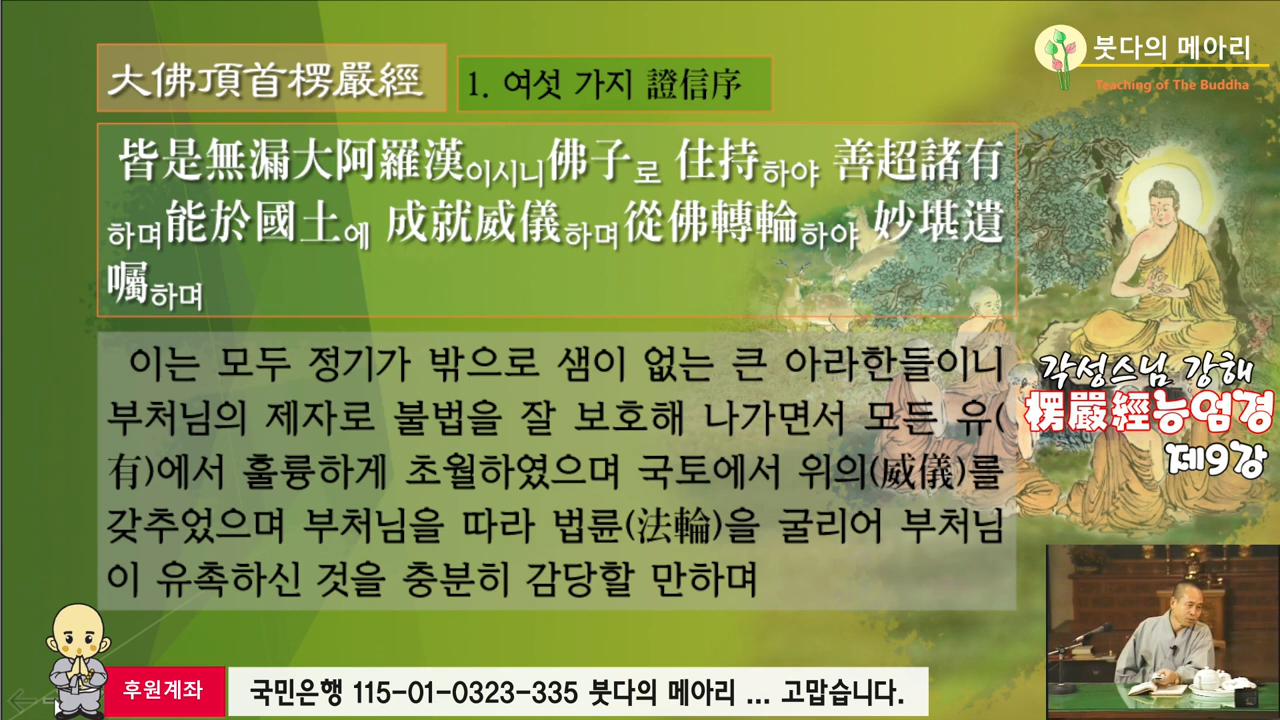 大佛頂首楞嚴經
1. 여섯 가지 證信序
皆是無漏大阿羅漢이시니佛子로 住持하야 善超諸有
하며能於國土에 成就威儀하며從佛轉輪하야 妙堪遺
囑하며
이는 모두 정기가 밖으로 샘이 없는 큰 아라한들이니
부처님의 제자로 불법을 잘 보호해 나가면서 모든 유(
有)에서 훌륭하게 초월하였으며 국토에서 위의(威儀)를
갖추었으며 부처님을 따라 법륜(法輪)을 굴리어 부처님
이 유촉하신 것을 충분히 감당할 만하며
붓다의 메아리
Teaching of The Buddha
각성스님 강해
楞嚴經능엄경
제9강
후원계좌
국민은행 115-01-0323-335 붓다의 메아리 ... 고맙습니다.